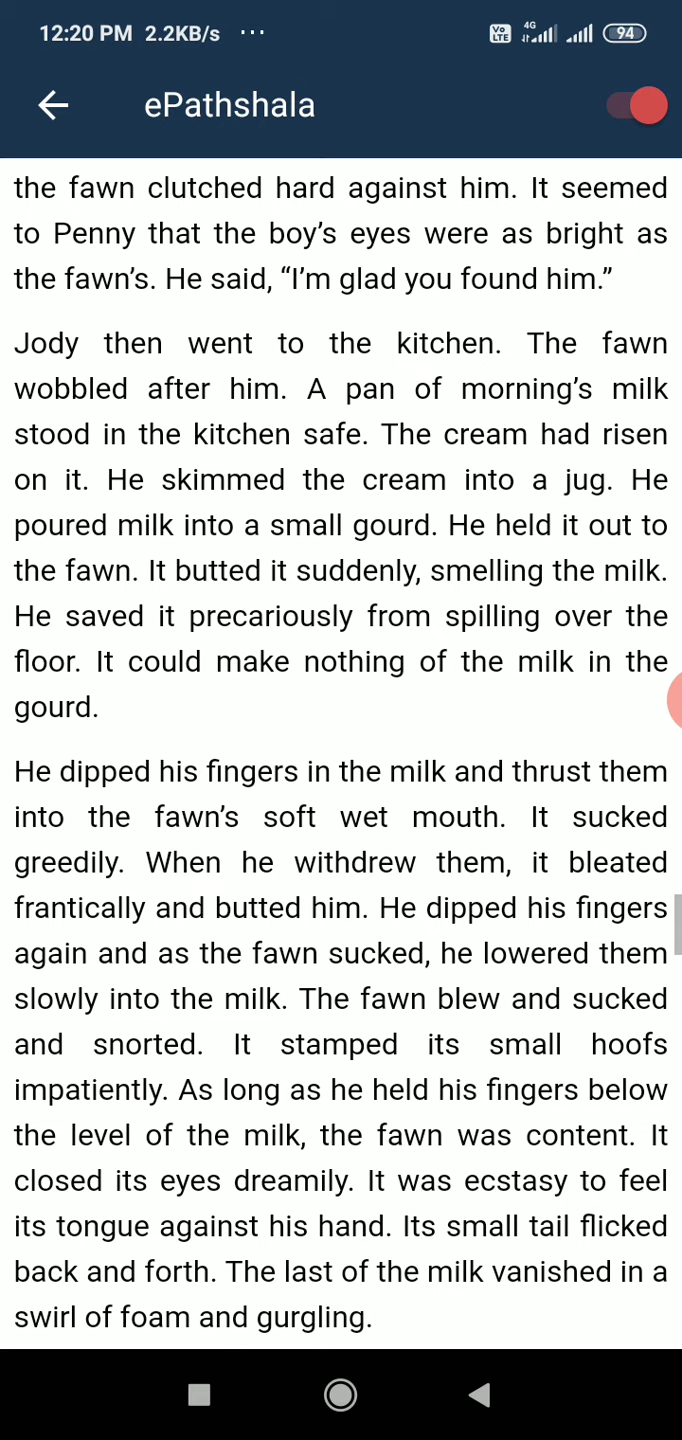 12:20 PM 2.2KB/s ... Vo LTE 4G 94
ePathshala
the fawn clutched hard against him. It seemed
to Penny that the boy’s eyes were as bright as
the fawn’s. He said, “I’m glad you found him.”
Jody then went to the kitchen. The fawn
wobbled after him. A pan of morning’s milk
stood in the kitchen safe. The cream had risen
on it. He skimmed the cream into a jug. He
poured milk into a small gourd. He held it out to
the fawn. It butted it suddenly, smelling the milk.
He saved it precariously from spilling over the
floor. It could make nothing of the milk in the
gourd.
He dipped his fingers in the milk and thrust them
into the fawn’s soft wet mouth. It sucked
greedily. When he withdrew them, it bleated
frantically and butted him. He dipped his fingers
again and as the fawn sucked, he lowered them
slowly into the milk. The fawn blew and sucked
and snorted. It stamped its small hoofs
impatiently. As long as he held his fingers below
the level of the milk, the fawn was content. It
closed its eyes dreamily. It was ecstasy to feel
its tongue against his hand. Its small tail flicked
back and forth. The last of the milk vanished in a
swirl of foam and gurgling.